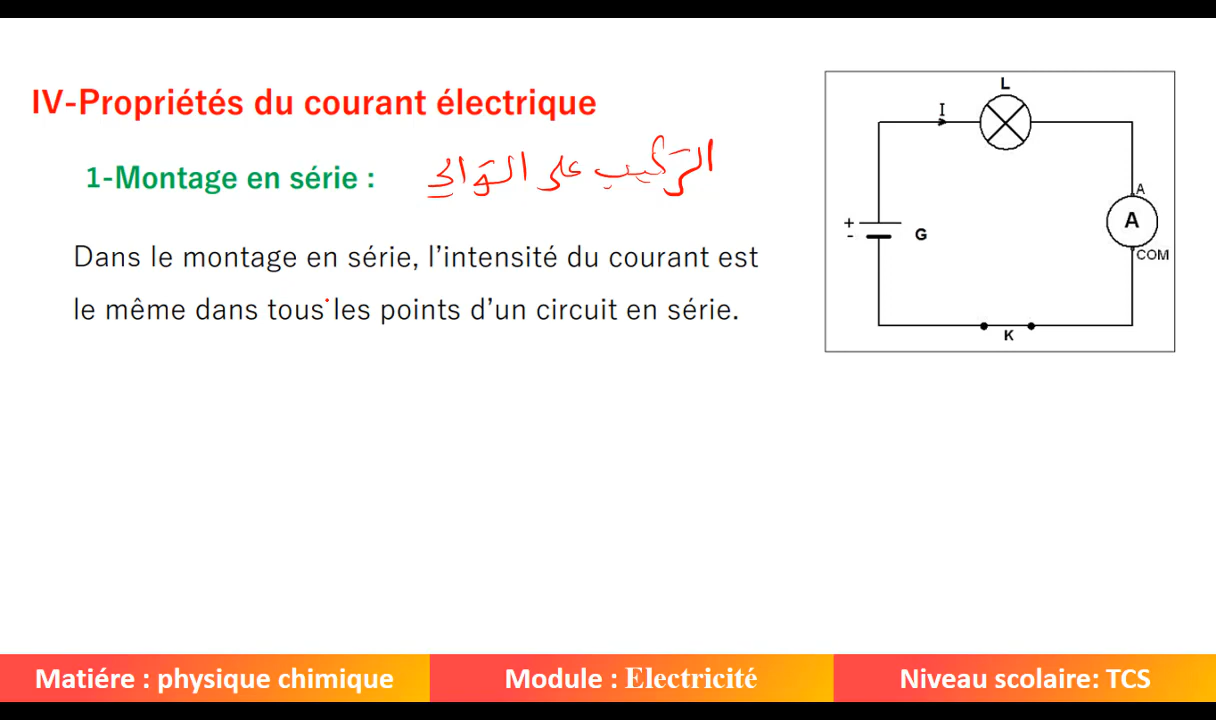 IV-Propriétés du courant électrique
1-Montage en série : التركيب على التوالي
Dans le montage en série, l’intensité du courant est
le même dans tous les points d’un circuit en série.
L
I
A
A
COM
+
-
G
K
Matiére : physique chimique
Module : Electricité
Niveau scolaire: TCS